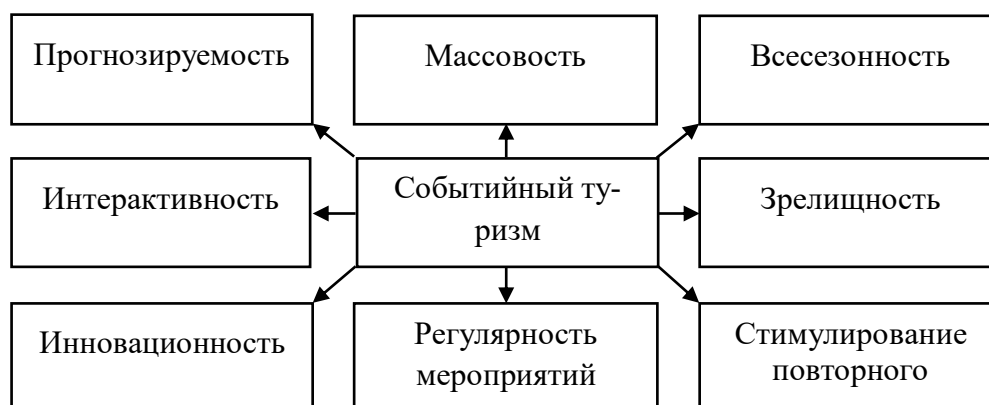 Прогнозируемость
Массовость
Всесезонность
Интерактивность
Событийный ту-
ризм
Зрелищность
Инновационность
Регулярность
мероприятий
Стимулирование
повторного